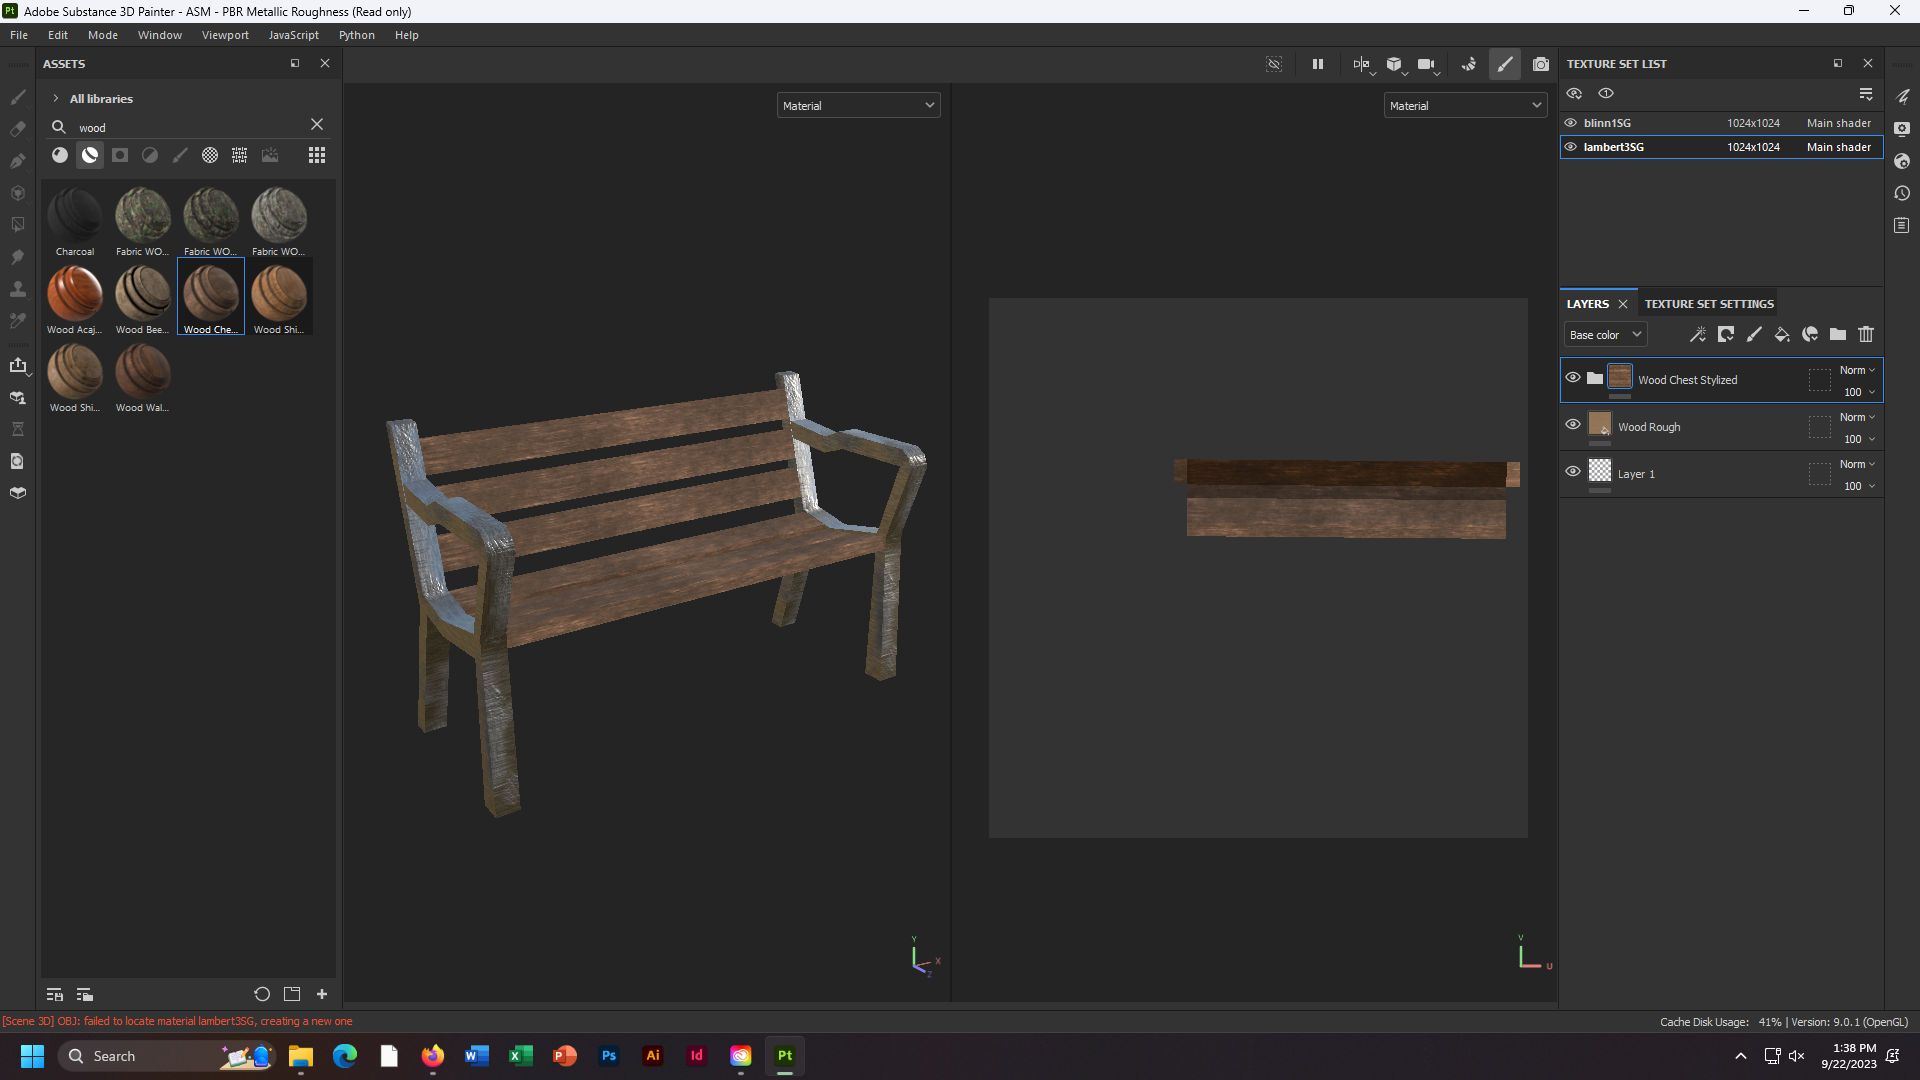 Pt Adobe Substance 3D Painter - ASM - PBR Metallic Roughness (Read only)
File Edit Mode Window Viewport JavaScript Python Help
ASSETS
All libraries
wood
Charcoal Fabric WO... Fabric WO... Fabric WO...
Wood Acaj... Wood Bee... Wood Che... Wood Shi...
Wood Shi... Wood Wal...
Material
Y
X
Z
Material
V
U
TEXTURE SET LIST
blinn1SG 1024x1024 Main shader
lambert3SG 1024x1024 Main shader
LAYERS TEXTURE SET SETTINGS
Base color
Wood Chest Stylized Norm
100
Wood Rough Norm
100
Layer 1 Norm
100
[Scene 3D] OBJ: failed to locate material lambert3SG, creating a new one
Cache Disk Usage: 41% | Version: 9.0.1 (OpenGL)
Search
W X P Ps Ai Id Pt
1:38 PM
9/22/2023